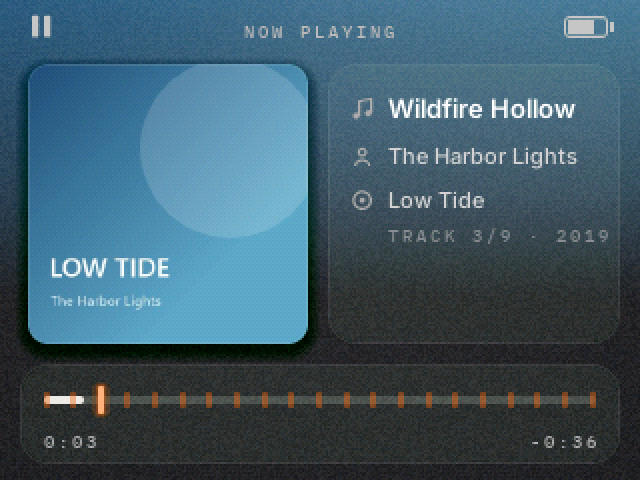 NOW PLAYING
LOW TIDE
The Harbor Lights
Wildfire Hollow
The Harbor Lights
Low Tide
TRACK 3/9 · 2019
0:03
-0:36